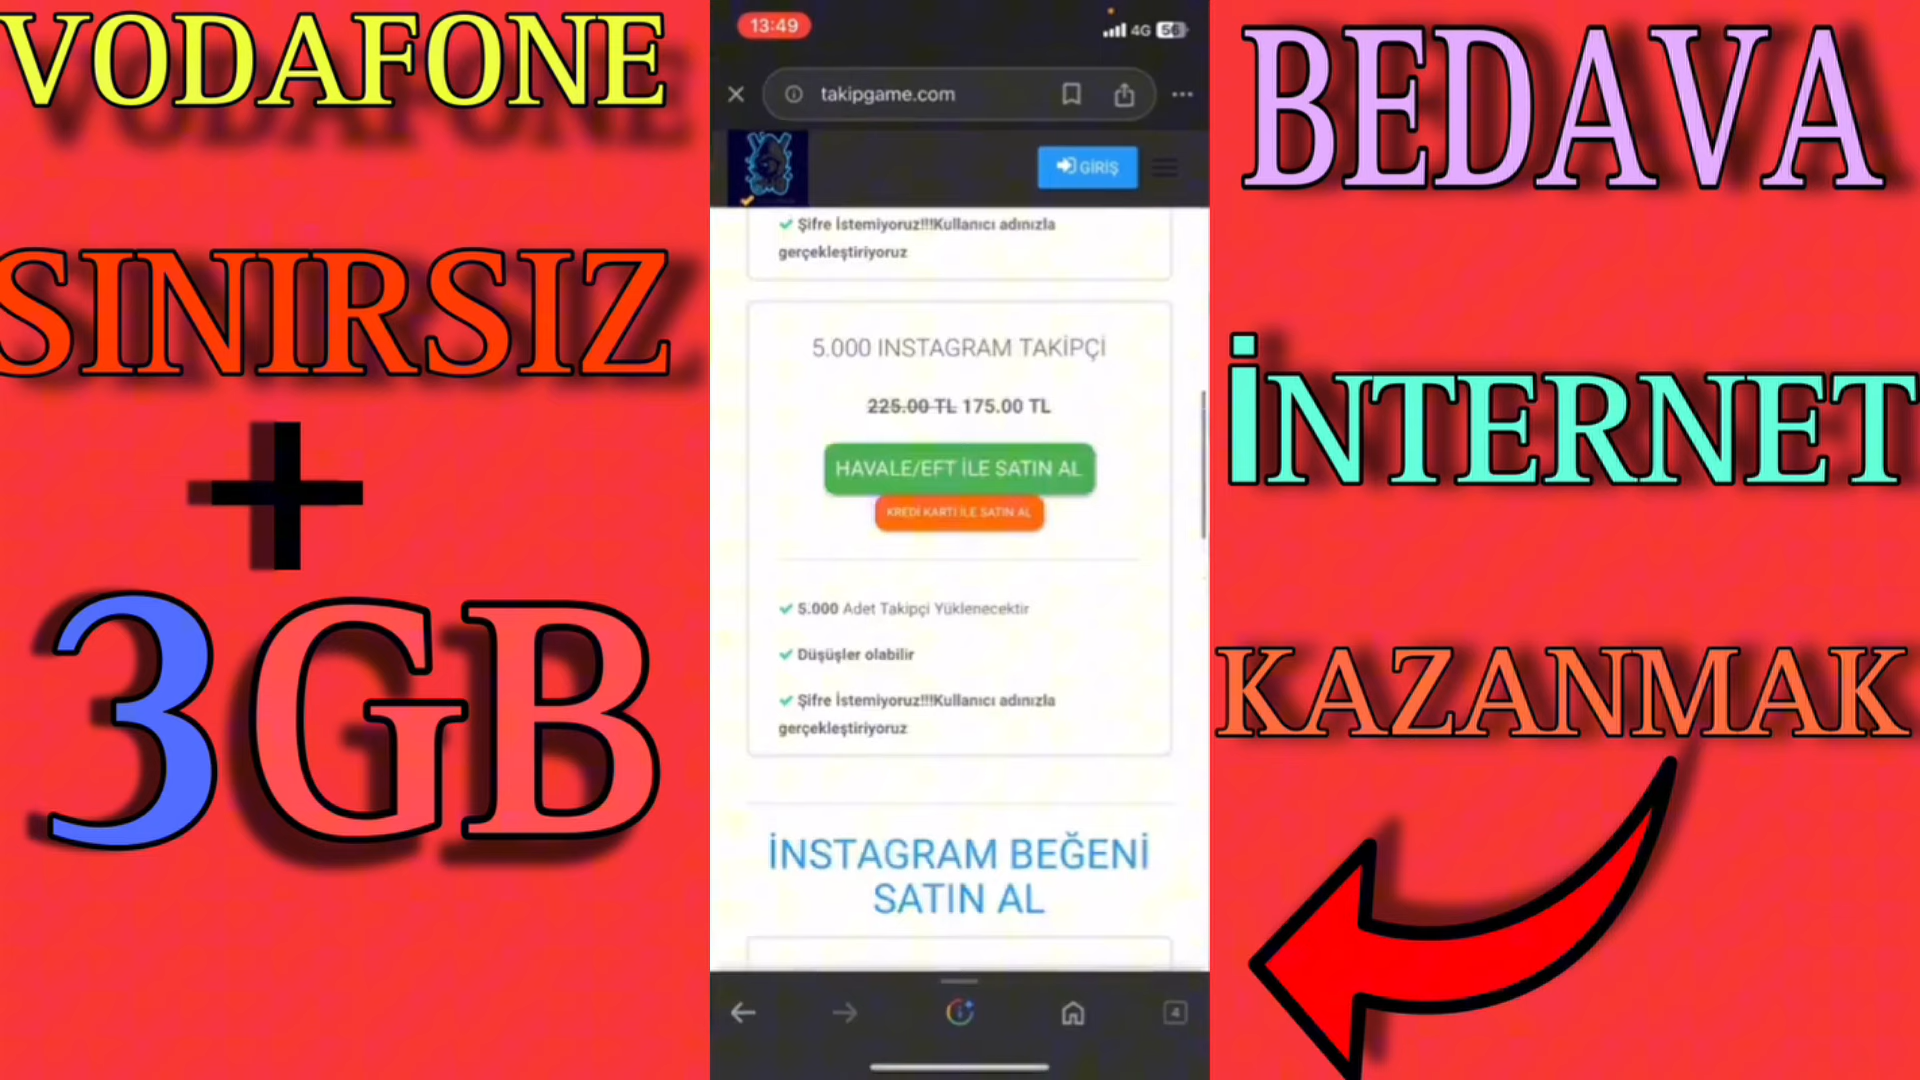 VODAFONE
SINIRSIZ
+
3GB
13:49
4G
56
takipgame.com
GİRİŞ
✓ Şifre İstemiyoruz!!!Kullanıcı adınızla
gerçekleştiriyoruz
5.000 INSTAGRAM TAKİPÇİ
225.00 TL 175.00 TL
HAVALE/EFT İLE SATIN AL
KREDİ KARTI İLE SATIN AL
✓ 5.000 Adet Takipçi Yüklenecektir
✓ Düşüşler olabilir
✓ Şifre İstemiyoruz!!!Kullanıcı adınızla
gerçekleştiriyoruz
İNSTAGRAM BEĞENİ
SATIN AL
4
BEDAVA
İNTERNET
KAZANMAK